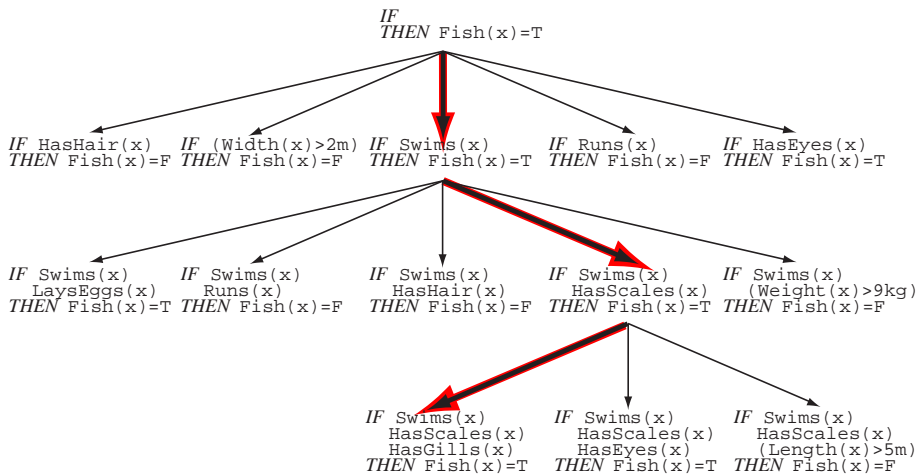 IF
THEN Fish(x)=T
IF HasHair(x)
THEN Fish(x)=F
IF (Width(x)>2m)
THEN Fish(x)=F
IF Swims(x)
THEN Fish(x)=T
IF Runs(x)
THEN Fish(x)=F
IF HasEyes(x)
THEN Fish(x)=T
IF Swims(x)
LaysEggs(x)
THEN Fish(x)=T
IF Swims(x)
Runs(x)
THEN Fish(x)=F
IF Swims(x)
HasHair(x)
THEN Fish(x)=F
IF Swims(x)
HasScales(x)
THEN Fish(x)=T
IF Swims(x)
(Weight(x)>9kg)
THEN Fish(x)=F
IF Swims(x)
HasScales(x)
HasGills(x)
THEN Fish(x)=T
IF Swims(x)
HasScales(x)
HasEyes(x)
THEN Fish(x)=T
IF Swims(x)
HasScales(x)
(Length(x)>5m)
THEN Fish(x)=F